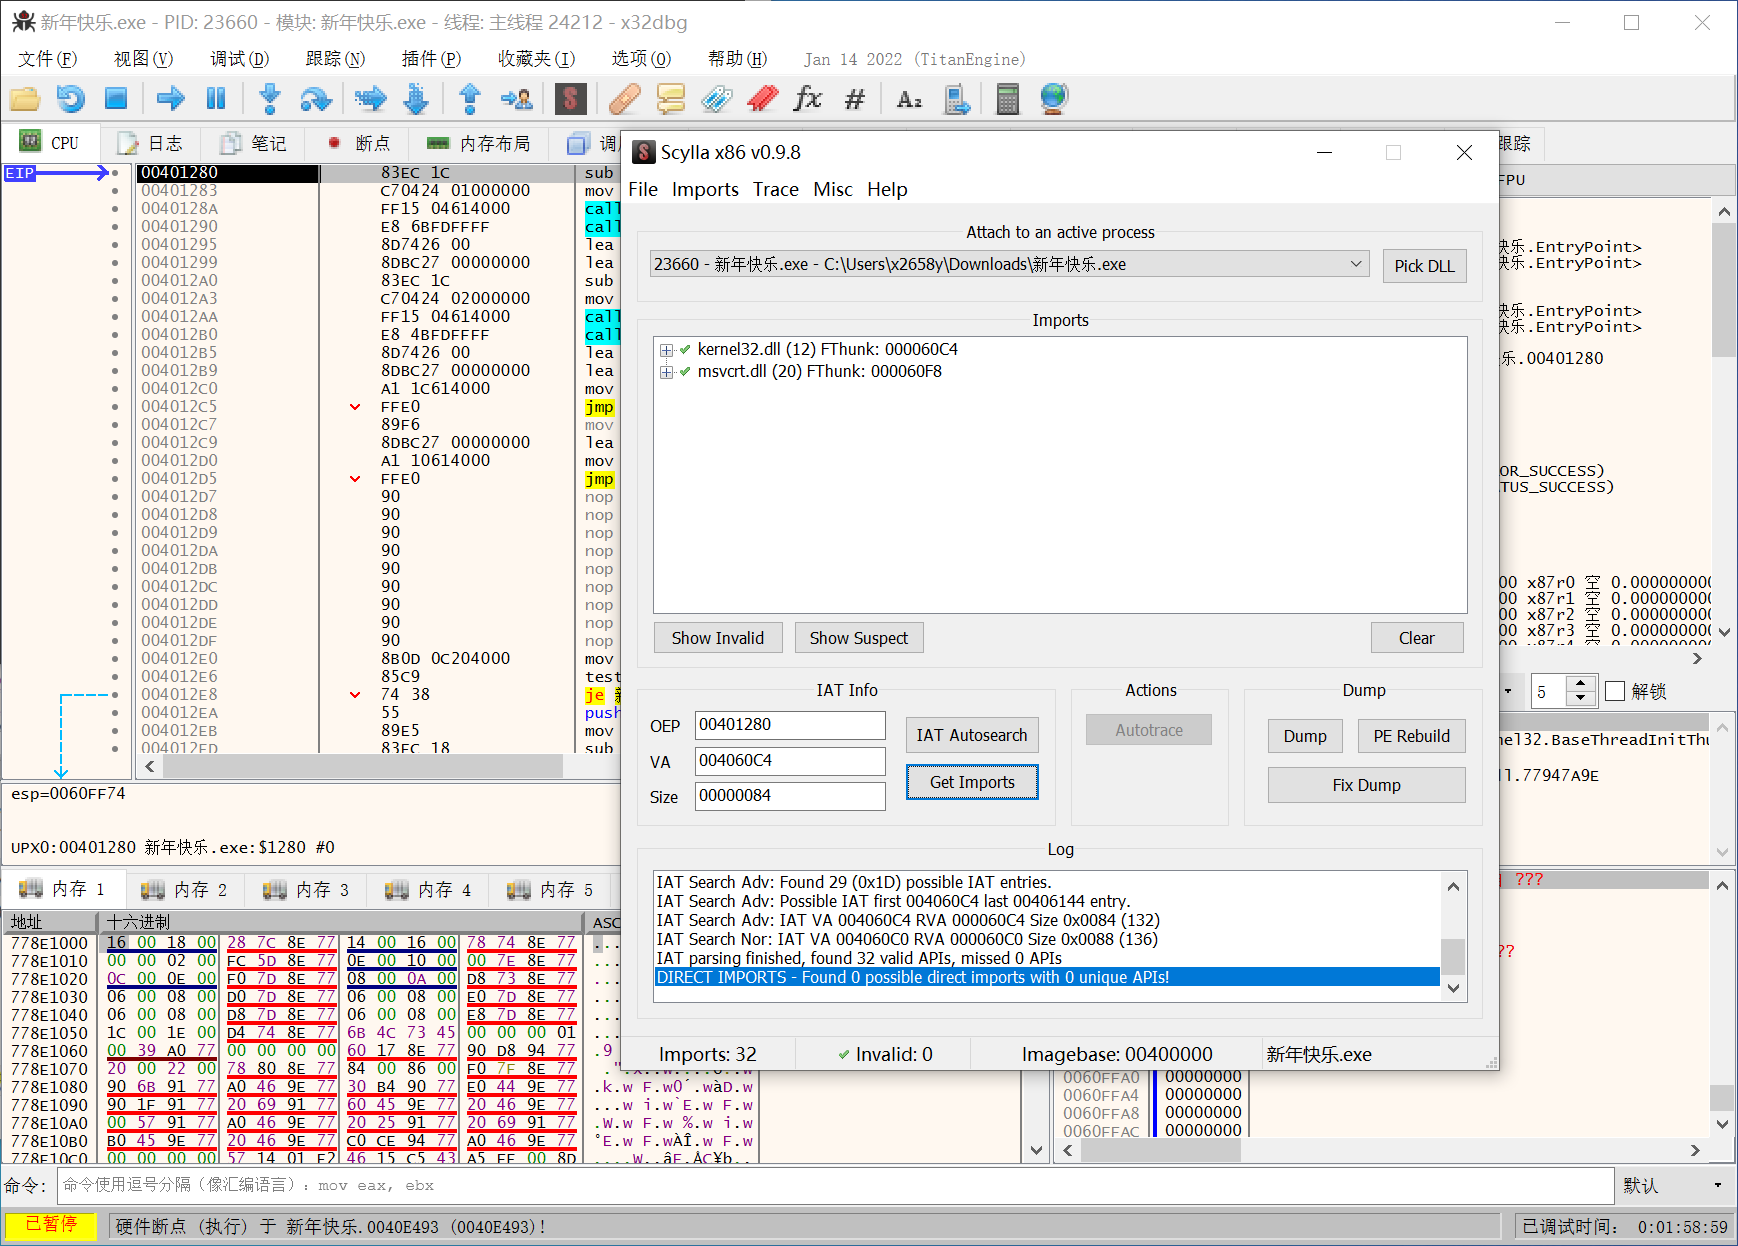 新年快乐.exe - PID: 23660 - 模块: 新年快乐.exe - 线程: 主线程 24212 - x32dbg
文件(F) 视图(V) 调试(D) 跟踪(N) 插件(P) 收藏夹(I) 选项(O) 帮助(H) Jan 14 2022 (TitanEngine)
CPU 日志 笔记 断点 内存布局 跟踪
EIP
00401280 83EC 1C sub
00401283 C70424 01000000 mov
0040128A FF15 04614000 call
00401290 E8 6BFDFFFF call
00401295 8D7426 00 lea
00401299 8DBC27 00000000 lea
004012A0 83EC 1C sub
004012A3 C70424 02000000 mov
004012AA FF15 04614000 call
004012B0 E8 4BFDFFFF call
004012B5 8D7426 00 lea
004012B9 8DBC27 00000000 lea
004012C0 A1 1C614000 mov
004012C5 FFE0 jmp
004012C7 89F6 mov
004012C9 8DBC27 00000000 lea
004012D0 A1 10614000 mov
004012D5 FFE0 jmp
004012D7 90 nop
004012D8 90 nop
004012D9 90 nop
004012DA 90 nop
004012DB 90 nop
004012DC 90 nop
004012DD 90 nop
004012DE 90 nop
004012DF 90 nop
004012E0 8B0D 0C204000 mov
004012E6 85C9 test
004012E8 74 38 je
004012EA 55 push
004012EB 89E5 mov
004012ED 83EC 18 sub
esp=0060FF74
UPX0:00401280 新年快乐.exe:$1280 #0
Scylla x86 v0.9.8
File Imports Trace Misc Help
Attach to an active process
23660 - 新年快乐.exe - C:\Users\x2658y\Downloads\新年快乐.exe
Pick DLL
Imports
kernel32.dll (12) FThunk: 000060C4
msvcrt.dll (20) FThunk: 000060F8
Show Invalid Show Suspect Clear
IAT Info
OEP 00401280
VA 004060C4
Size 00000084
IAT Autosearch
Get Imports
Actions
Autotrace
Dump
Dump PE Rebuild
Fix Dump
Log
IAT Search Adv: Found 29 (0x1D) possible IAT entries.
IAT Search Adv: Possible IAT first 004060C4 last 00406144 entry.
IAT Search Adv: IAT VA 004060C4 RVA 000060C4 Size 0x0084 (132)
IAT Search Nor: IAT VA 004060C0 RVA 000060C0 Size 0x0088 (136)
IAT parsing finished, found 32 valid APIs, missed 0 APIs
DIRECT IMPORTS - Found 0 possible direct imports with 0 unique APIs!
Imports: 32 Invalid: 0 Imagebase: 00400000 新年快乐.exe
FPU
乐.EntryPoint>
乐.EntryPoint>
乐.EntryPoint>
乐.EntryPoint>
乐.00401280
OR_SUCCESS)
TUS_SUCCESS)
00 x87r0 空 0.000000000
00 x87r1 空 0.000000000
00 x87r2 空 0.000000000
00 x87r3 空 0.000000000
5 解锁
nel32.BaseThreadInitThu
ll.77947A9E
???
??
内存 1 内存 2 内存 3 内存 4 内存 5
地址 十六进制 ASC
778E1000 16 00 18 00 28 7C 8E 77 14 00 16 00 78 74 8E 77
778E1010 00 00 02 00 FC 5D 8E 77 0E 00 10 00 00 7E 8E 77
778E1020 0C 00 0E 00 F0 7D 8E 77 08 00 0A 00 D8 73 8E 77
778E1030 06 00 08 00 D0 7D 8E 77 06 00 08 00 E0 7D 8E 77
778E1040 06 00 08 00 D8 7D 8E 77 06 00 08 00 E8 7D 8E 77
778E1050 1C 00 1E 00 D4 74 8E 77 6B 4C 73 45 00 00 00 01
778E1060 00 39 A0 77 00 00 00 00 60 17 8E 77 90 D8 94 77
778E1070 20 00 22 00 78 80 8E 77 84 00 86 00 F0 7F 8E 77
778E1080 90 6B 91 77 A0 46 9E 77 30 B4 90 77 E0 44 9E 77 .k.w F.w0´.wàD.w
778E1090 90 1F 91 77 20 69 91 77 60 45 9E 77 20 46 9E 77 ...w i.w`E.w F.w
778E10A0 00 57 91 77 A0 46 9E 77 20 25 91 77 20 69 91 77 .W.w F.w %.w i.w
778E10B0 B0 45 9E 77 20 46 9E 77 C0 CE 94 77 A0 46 9E 77 °E.w F.wÀÎ.w F.w
778E10C0 00 00 00 00 57 14 01 E2 46 15 C5 43 A5 FE 00 8D ....W..âF.ÅC¥þ..
0060FFA0 00000000
0060FFA4 00000000
0060FFA8 00000000
0060FFAC 00000000
命令: 命令使用逗号分隔 (像汇编语言): mov eax, ebx 默认
已暂停 硬件断点 (执行) 于 新年快乐.0040E493 (0040E493)! 已调试时间: 0:01:58:59